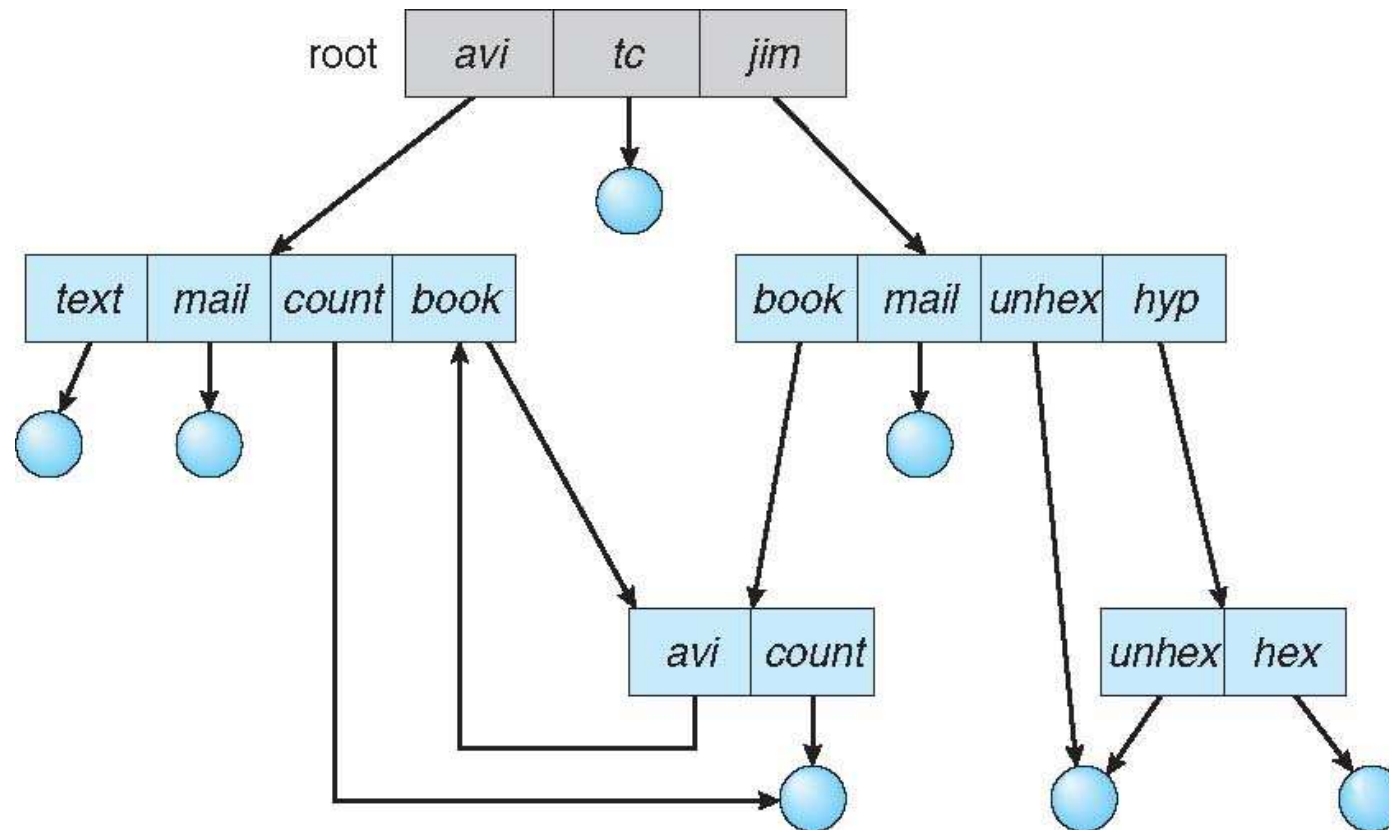 root avi tc jim
text mail count book book mail unhex hyp
avi count unhex hex